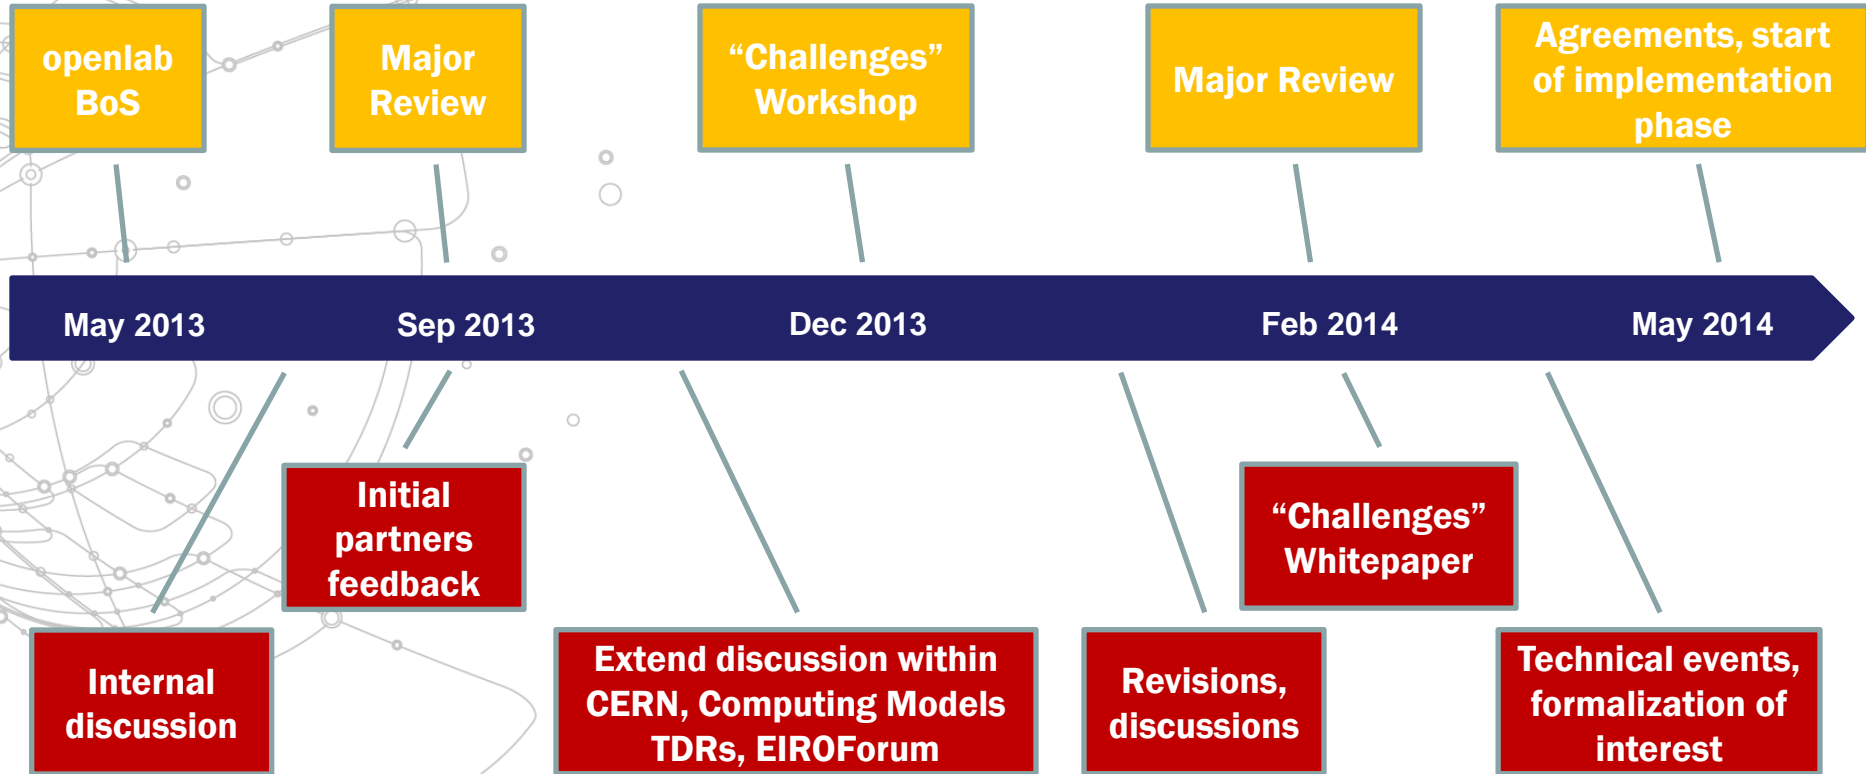 openlab
BoS
Major
Review
“Challenges”
Workshop
Major Review
Agreements, start
of implementation
phase
May 2013
Sep 2013
Dec 2013
Feb 2014
May 2014
Initial
partners
feedback
“Challenges”
Whitepaper
Internal
discussion
Extend discussion within
CERN, Computing Models
TDRs, EIROForum
Revisions,
discussions
Technical events,
formalization of
interest